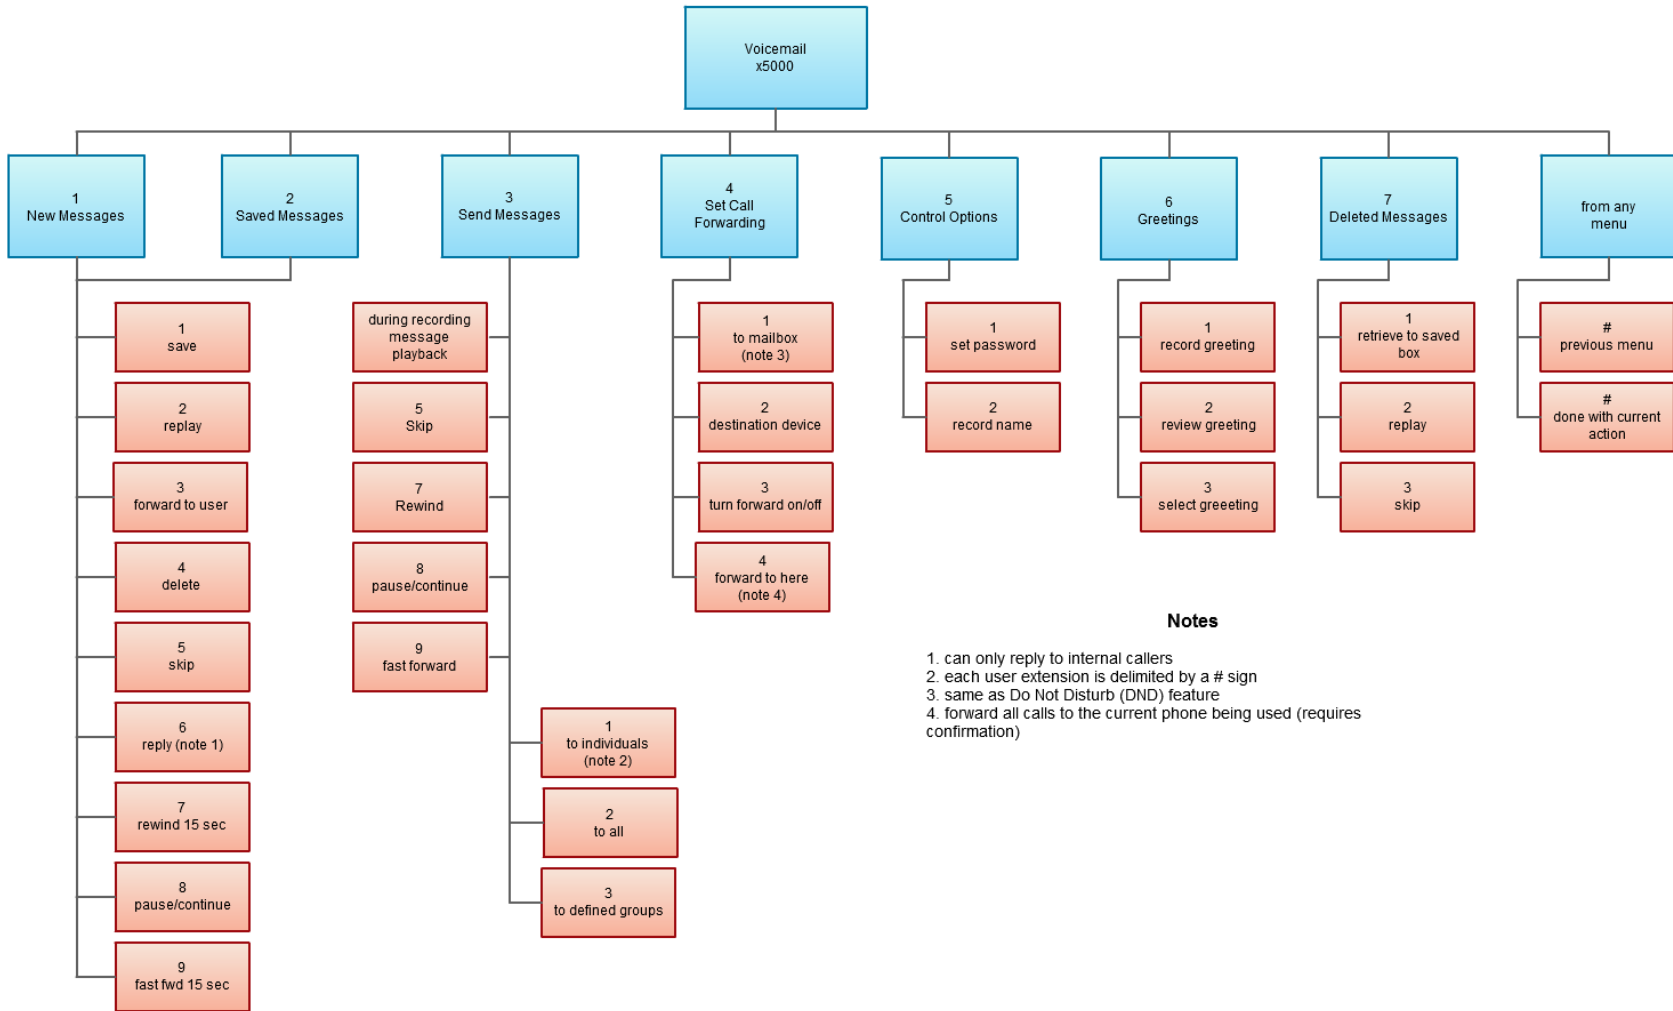 Voicemail
x5000
1
New Messages
2
Saved Messages
3
Send Messages
4
Set Call
Forwarding
5
Control Options
6
Greetings
7
Deleted Messages
from any
menu
1
save
2
replay
3
forward to user
4
delete
5
skip
6
reply (note 1)
7
rewind 15 sec
8
pause/continue
9
fast fwd 15 sec
during recording
message
playback
5
Skip
7
Rewind
8
pause/continue
9
fast forward
1
to individuals
(note 2)
2
to all
3
to defined groups
1
to mailbox
(note 3)
2
destination device
3
turn forward on/off
4
forward to here
(note 4)
1
set password
2
record name
1
record greeting
2
review greeting
3
select greeeting
1
retrieve to saved
box
2
replay
3
skip
#
previous menu
#
done with current
action
Notes
1. can only reply to internal callers
2. each user extension is delimited by a # sign
3. same as Do Not Disturb (DND) feature
4. forward all calls to the current phone being used (requires
confirmation)